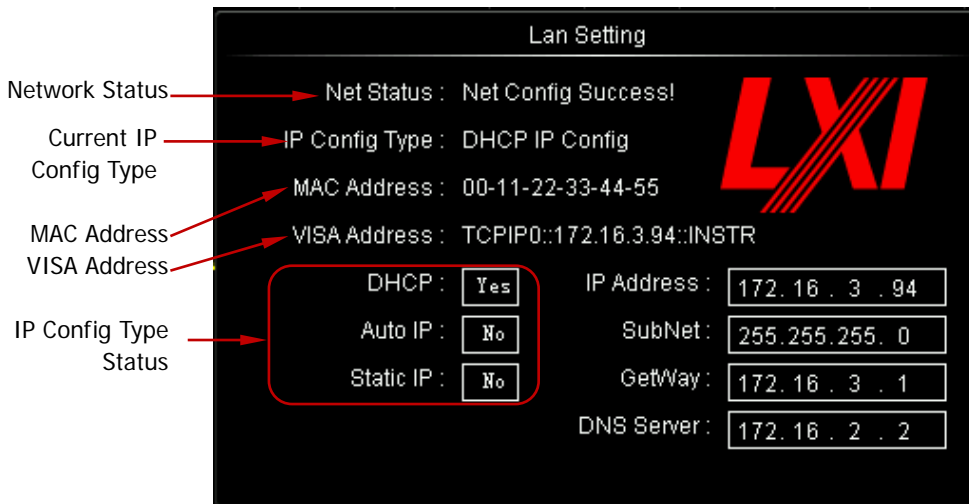 Lan Setting
Network Status
Net Status : Net Config Success!
Current IP
Config Type
IP Config Type : DHCP IP Config
LXI
MAC Address
MAC Address : 00-11-22-33-44-55
VISA Address
VISA Address : TCPIP0::172.16.3.94::INSTR
IP Config Type
Status
DHCP : Yes
Auto IP : No
Static IP : No
IP Address : 172. 16 . 3 . 94
SubNet : 255.255.255. 0
GetWay : 172. 16 . 3 . 1
DNS Server : 172. 16 . 2 . 2